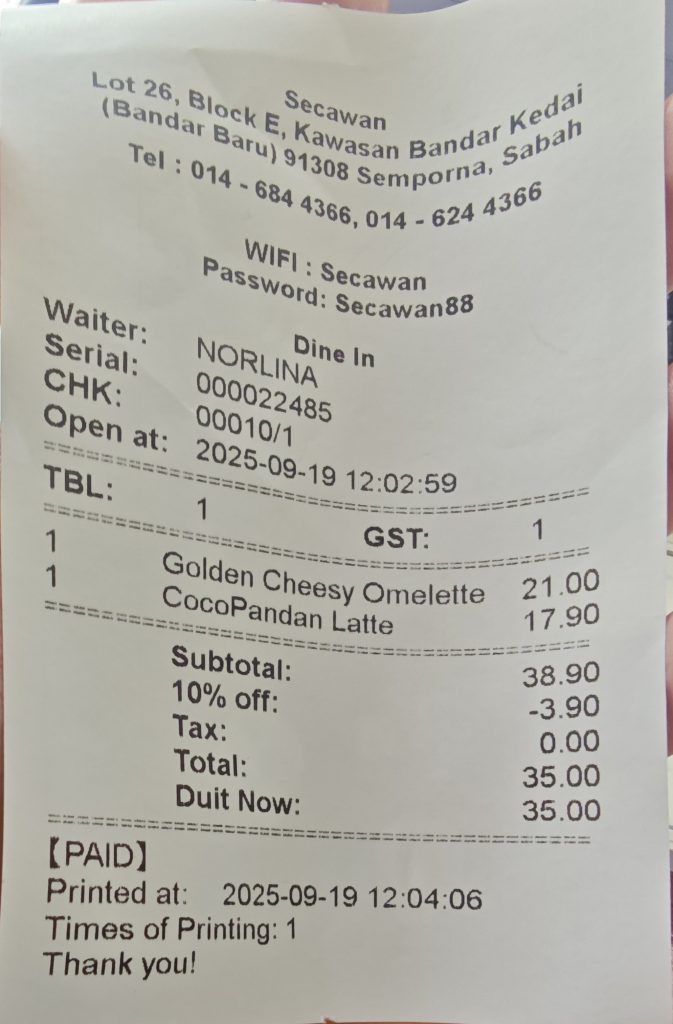 Secawan
Lot 26, Block E, Kawasan Bandar Kedai
(Bandar Baru) 91308 Semporna, Sabah
Tel : 014 - 684 4366, 014 - 624 4366
WIFI : Secawan
Password: Secawan88
Dine In
Waiter: NORLINA
Serial: 000022485
CHK: 00010/1
Open at: 2025-09-19 12:02:59
TBL: 1 GST: 1
1 Golden Cheesy Omelette 21.00
1 CocoPandan Latte 17.90
Subtotal: 38.90
10% off: -3.90
Tax: 0.00
Total: 35.00
Duit Now: 35.00
【PAID】
Printed at: 2025-09-19 12:04:06
Times of Printing: 1
Thank you!